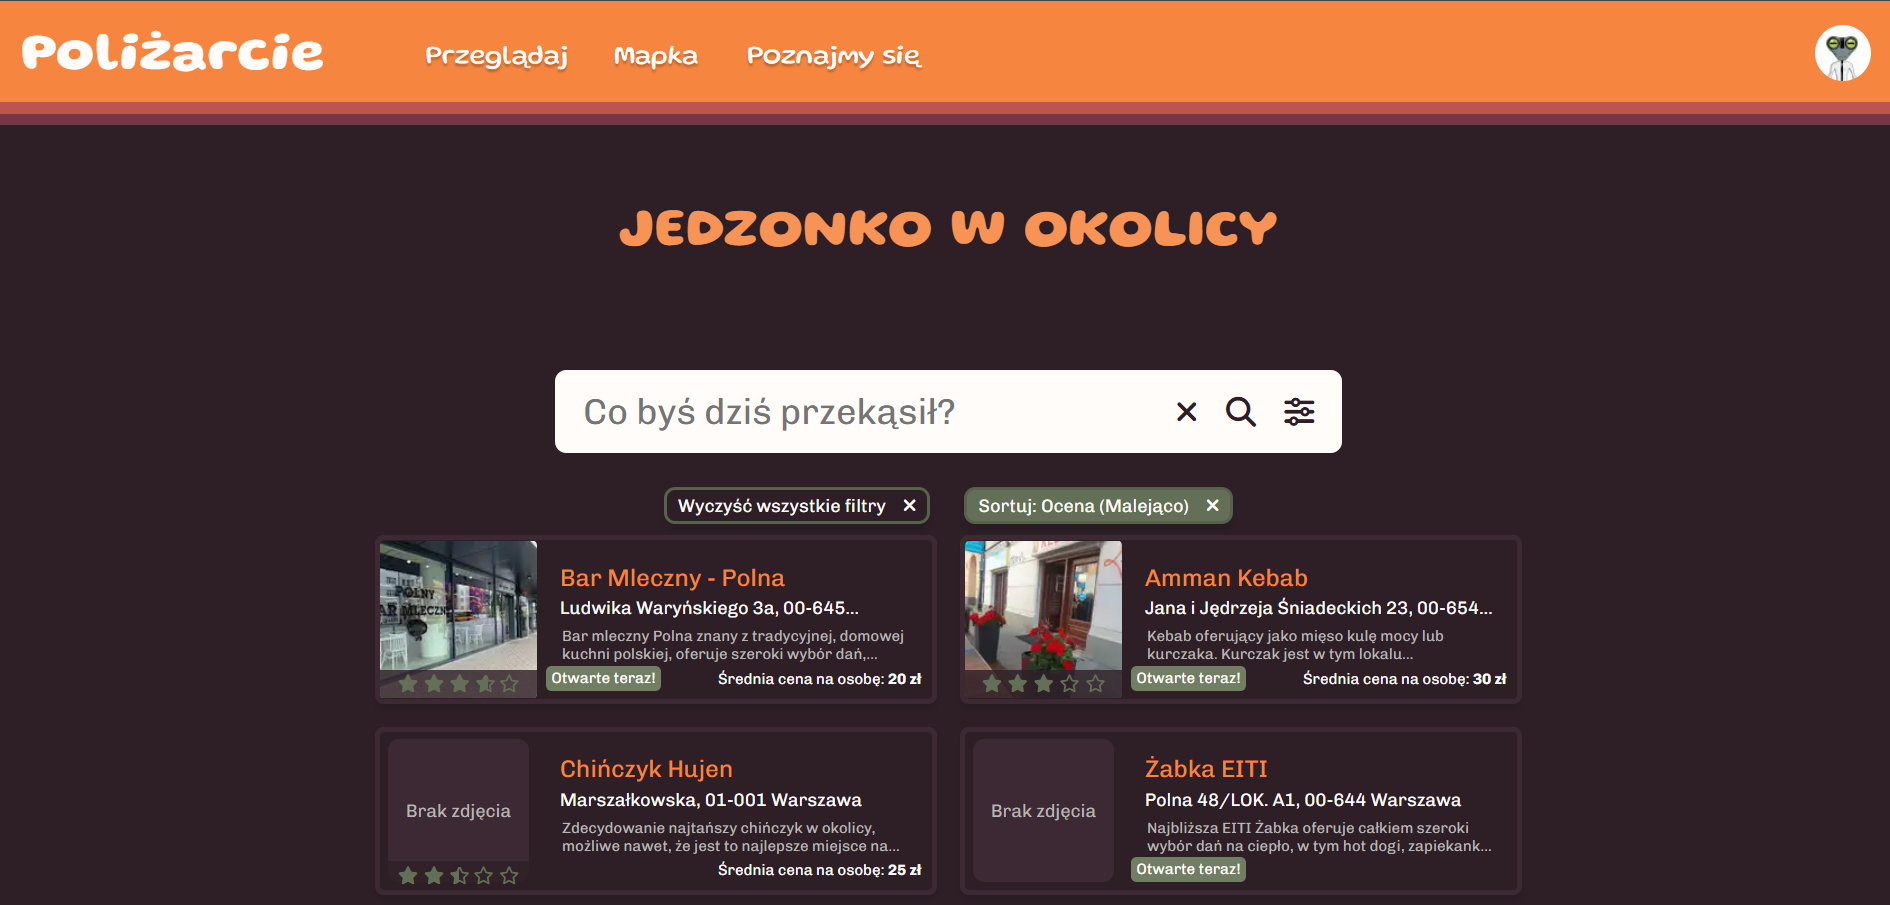 Poliżarcie
Przeglądaj Mapka Poznajmy się
JEDZONKO W OKOLICY
Co byś dziś przekąsił?
Wyczyść wszystkie filtry
Sortuj: Ocena (Malejąco)
POLNY
BAR MLECZN
Bar Mleczny - Polna
Ludwika Waryńskiego 3a, 00-645...
Bar mleczny Polna znany z tradycyjnej, domowej
kuchni polskiej, oferuje szeroki wybór dań,...
Otwarte teraz! Średnia cena na osobę: 20 zł
Amman Kebab
Jana i Jędrzeja Śniadeckich 23, 00-654...
Kebab oferujący jako mięso kulę mocy lub
kurczaka. Kurczak jest w tym lokalu...
Otwarte teraz! Średnia cena na osobę: 30 zł
Brak zdjęcia
Chińczyk Hujen
Marszałkowska, 01-001 Warszawa
Zdecydowanie najtańszy chińczyk w okolicy,
możliwe nawet, że jest to najlepsze miejsce na...
Średnia cena na osobę: 25 zł
Brak zdjęcia
Żabka EITI
Polna 48/LOK. A1, 00-644 Warszawa
Najbliższa EITI Żabka oferuje całkiem szeroki
wybór dań na ciepło, w tym hot dogi, zapiekank...
Otwarte teraz!